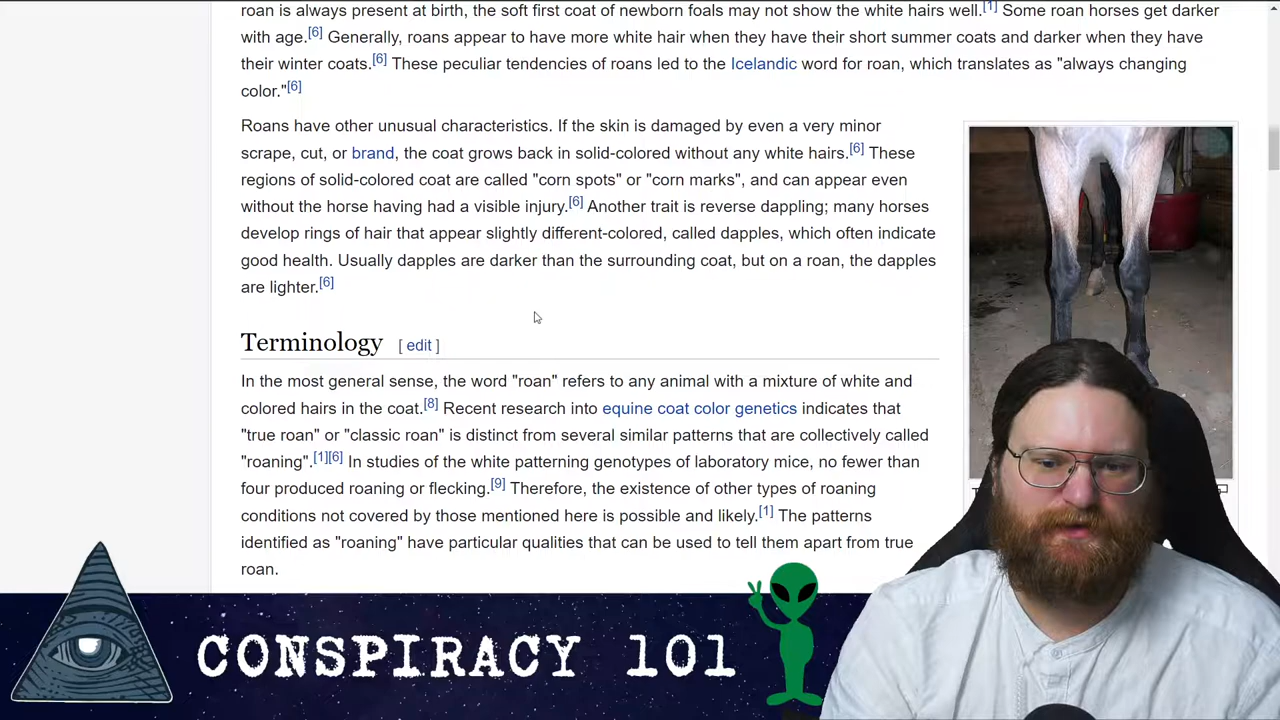 roan is always present at birth, the soft first coat of newborn foals may not show the white hairs well.[1] Some roan horses get darker
with age.[6] Generally, roans appear to have more white hair when they have their short summer coats and darker when they have
their winter coats.[6] These peculiar tendencies of roans led to the Icelandic word for roan, which translates as "always changing
color."[6]
Roans have other unusual characteristics. If the skin is damaged by even a very minor
scrape, cut, or brand, the coat grows back in solid-colored without any white hairs.[6] These
regions of solid-colored coat are called "corn spots" or "corn marks", and can appear even
without the horse having had a visible injury.[6] Another trait is reverse dappling; many horses
develop rings of hair that appear slightly different-colored, called dapples, which often indicate
good health. Usually dapples are darker than the surrounding coat, but on a roan, the dapples
are lighter.[6]
Terminology [ edit ]
In the most general sense, the word "roan" refers to any animal with a mixture of white and
colored hairs in the coat.[8] Recent research into equine coat color genetics indicates that
"true roan" or "classic roan" is distinct from several similar patterns that are collectively called
"roaning".[1][6] In studies of the white patterning genotypes of laboratory mice, no fewer than
four produced roaning or flecking.[9] Therefore, the existence of other types of roaning
conditions not covered by those mentioned here is possible and likely.[1] The patterns
identified as "roaning" have particular qualities that can be used to tell them apart from true
roan.
CONSPIRACY 101